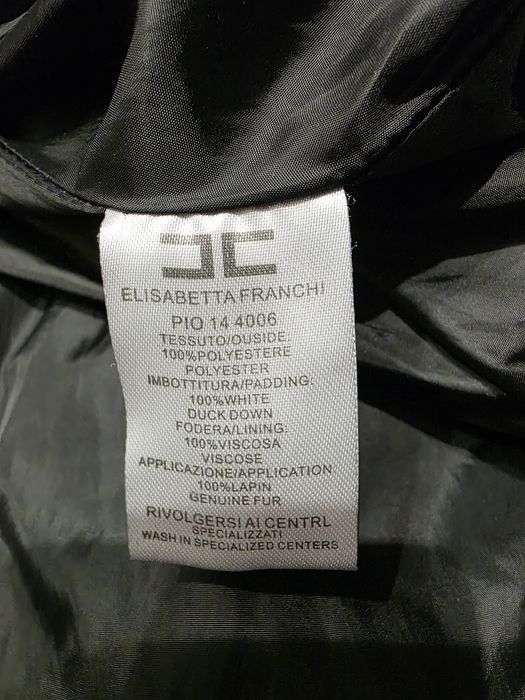 ELISABETTA FRANCHI
PIO 14 4006
TESSUTO/OUSIDE:
100%POLYESTERE
POLYESTER
IMBOTTITURA/PADDING:
100%WHITE
DUCK DOWN
FODERA/LINING:
100%VISCOSA
VISCOSE
APPLICAZIONE/APPLICATION
100%LAPIN
GENUINE FUR
RIVOLGERSI AI CENTRL
SPECIALIZZATI
WASH IN SPECIALIZED CENTERS